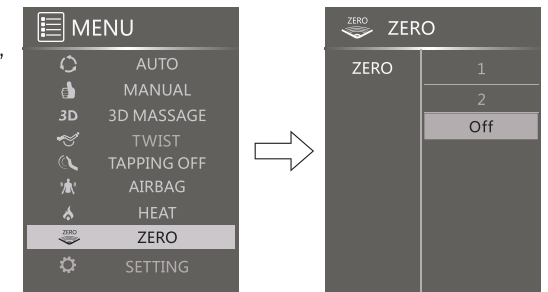 MENU
AUTO
MANUAL
3D 3D MASSAGE
TWIST
TAPPING OFF
AIRBAG
HEAT
ZERO ZERO
SETTING
ZERO ZERO
ZERO 1
2
Off
,